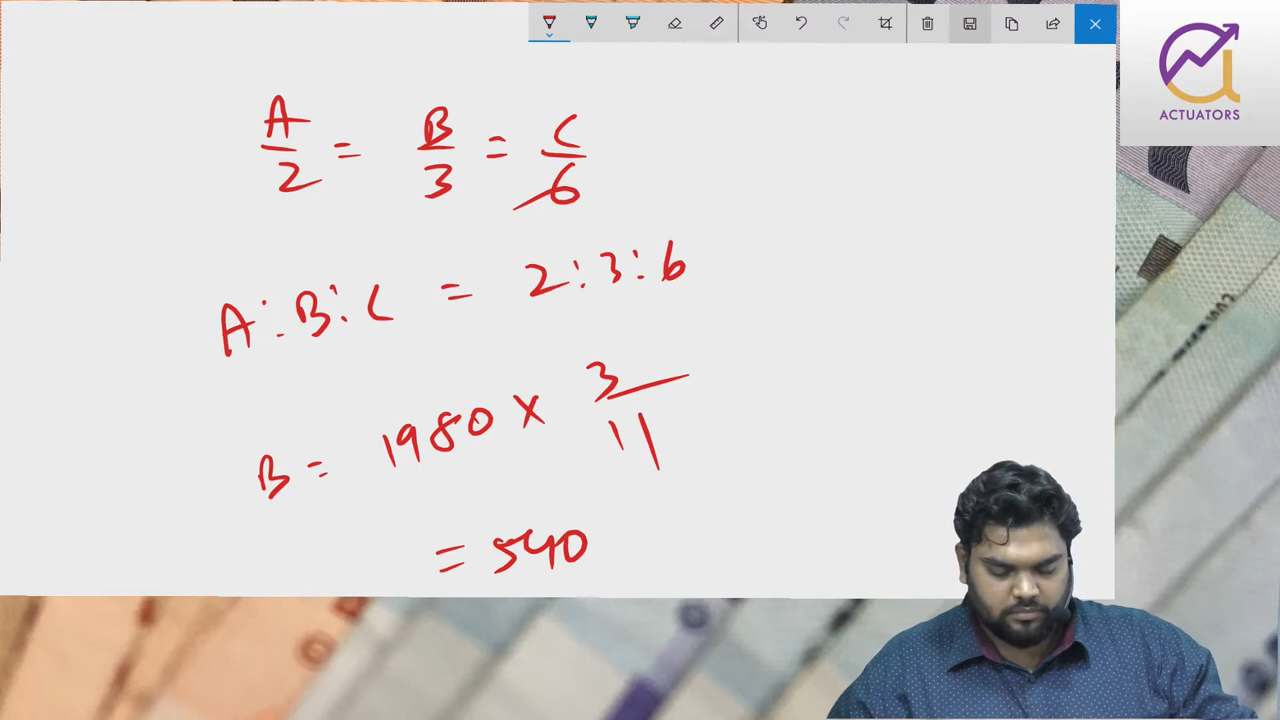 ACTUATORS
A/2 = B/3 = C/6
A:B:C = 2:3:6
B = 1980 × 3/11
= 540